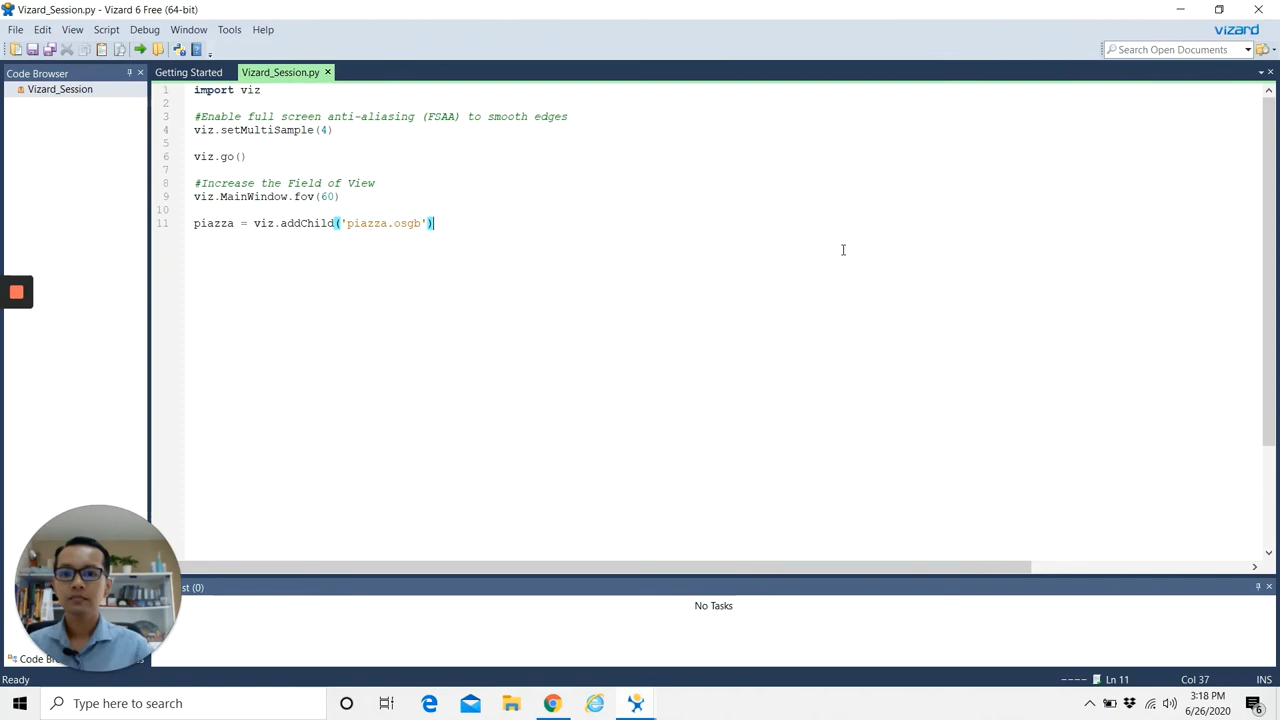 Vizard_Session.py - Vizard 6 Free (64-bit)
File Edit View Script Debug Window Tools Help
vizard
Search Open Documents
Code Browser
Getting Started Vizard_Session.py
Vizard_Session
1 import viz
2
3 #Enable full screen anti-aliasing (FSAA) to smooth edges
4 viz.setMultiSample(4)
5
6 viz.go()
7
8 #Increase the Field of View
9 viz.MainWindow.fov(60)
10
11 piazza = viz.addChild('piazza.osgb')
(0)
No Tasks
Code
Ready
Ln 11 Col 37 INS
Type here to search
3:18 PM
6/26/2020
6